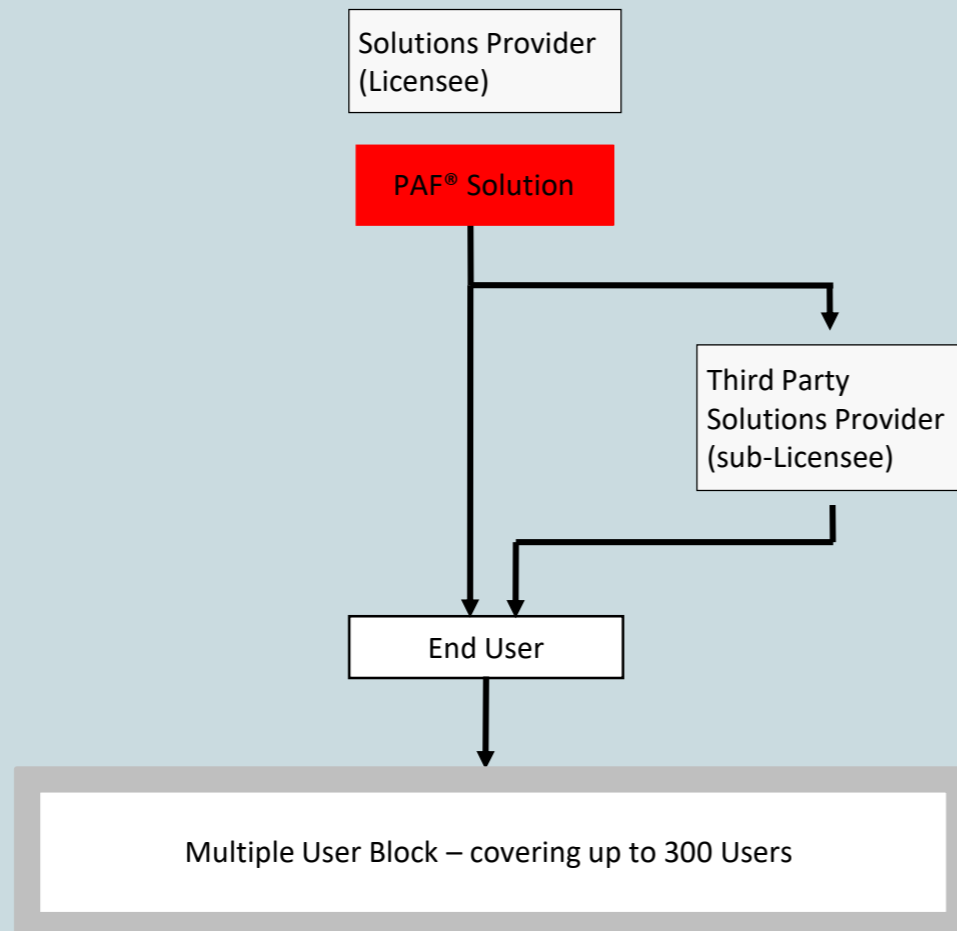 Solutions Provider
(Licensee)
PAF® Solution
Third Party
Solutions Provider
(sub-Licensee)
End User
Multiple User Block – covering up to 300 Users